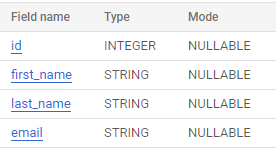 Field name Type Mode
id INTEGER NULLABLE
first_name STRING NULLABLE
last_name STRING NULLABLE
email STRING NULLABLE